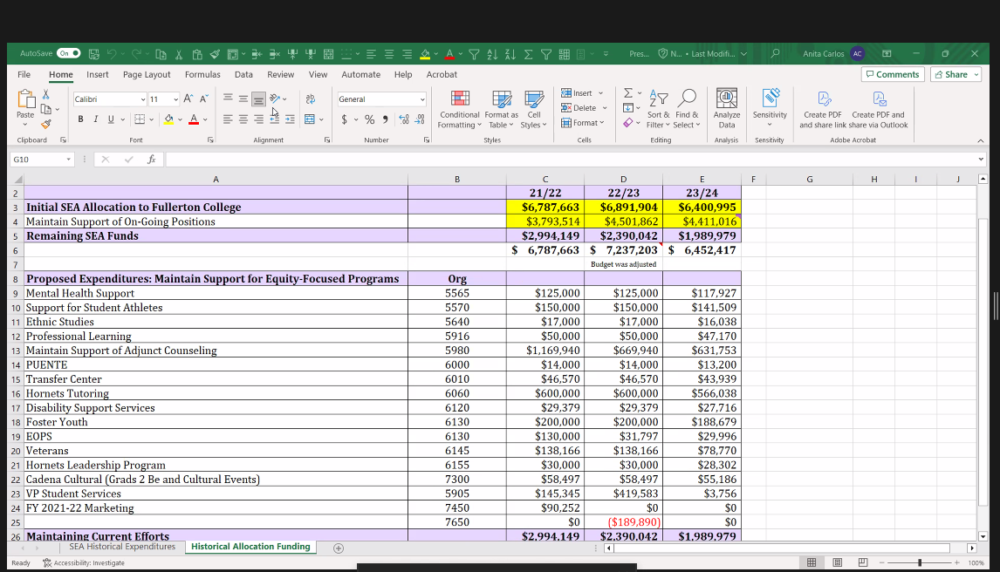 AutoSave On Pres... N... • Last Modifi... Anita Carlos AC
File Home Insert Page Layout Formulas Data Review View Automate Help Acrobat Comments Share
Paste Calibri 11 A A General Conditional Formatting Format as Table Cell Styles Insert Delete Format Sort & Filter Find & Select Analyze Data Sensitivity Create PDF and share link Create PDF and share via Outlook
B I U A $ % 9
Clipboard Font Alignment Number Styles Cells Editing Analysis Sensitivity Adobe Acrobat
G10 fx
A B C D E F G H I J
2 21/22 22/23 23/24
3 Initial SEA Allocation to Fullerton College $6,787,663 $6,891,904 $6,400,995
4 Maintain Support of On-Going Positions $3,793,514 $4,501,862 $4,411,016
5 Remaining SEA Funds $2,994,149 $2,390,042 $1,989,979
6 $ 6,787,663 $ 7,237,203 $ 6,452,417
7 Budget was adjusted
8 Proposed Expenditures: Maintain Support for Equity-Focused Programs Org
9 Mental Health Support 5565 $125,000 $125,000 $117,927
10 Support for Student Athletes 5570 $150,000 $150,000 $141,509
11 Ethnic Studies 5640 $17,000 $17,000 $16,038
12 Professional Learning 5916 $50,000 $50,000 $47,170
13 Maintain Support of Adjunct Counseling 5980 $1,169,940 $669,940 $631,753
14 PUENTE 6000 $14,000 $14,000 $13,200
15 Transfer Center 6010 $46,570 $46,570 $43,939
16 Hornets Tutoring 6060 $600,000 $600,000 $566,038
17 Disability Support Services 6120 $29,379 $29,379 $27,716
18 Foster Youth 6130 $200,000 $200,000 $188,679
19 EOPS 6130 $130,000 $31,797 $29,996
20 Veterans 6145 $138,166 $138,166 $78,770
21 Hornets Leadership Program 6155 $30,000 $30,000 $28,302
22 Cadena Cultural (Grads 2 Be and Cultural Events) 7300 $58,497 $58,497 $55,186
23 VP Student Services 5905 $145,345 $419,583 $3,756
24 FY 2021-22 Marketing 7450 $90,252 $0 $0
25 7650 $0 ($189,890) $0
26 Maintaining Current Efforts $2,994,149 $2,390,042 $1,989,979
SEA Historical Expenditures Historical Allocation Funding
Ready Accessibility: Investigate 100%